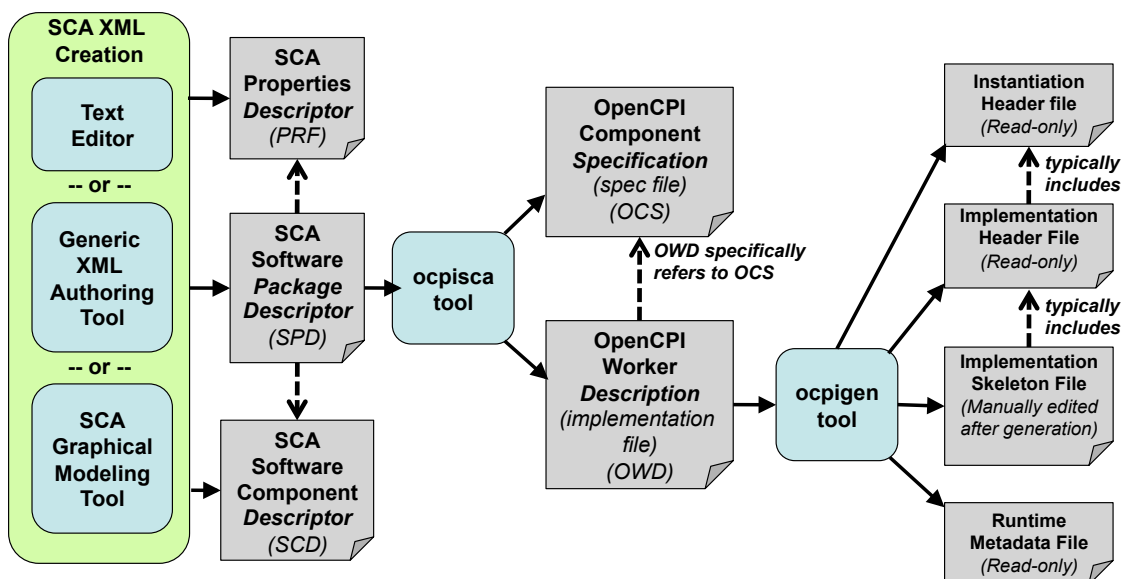 SCA XML
Creation
Text
Editor
-- or --
Generic
XML
Authoring
Tool
-- or --
SCA
Graphical
Modeling
Tool
SCA
Properties
Descriptor
(PRF)
SCA
Software
Package
Descriptor
(SPD)
SCA
Software
Component
Descriptor
(SCD)
ocpisca
tool
OpenCPI
Component
Specification
(spec file)
(OCS)
OWD specifically
refers to OCS
OpenCPI
Worker
Description
(implementation
file)
(OWD)
ocpigen
tool
Instantiation
Header file
(Read-only)
typically
includes
Implementation
Header File
(Read-only)
typically
includes
Implementation
Skeleton File
(Manually edited
after generation)
Runtime
Metadata File
(Read-only)